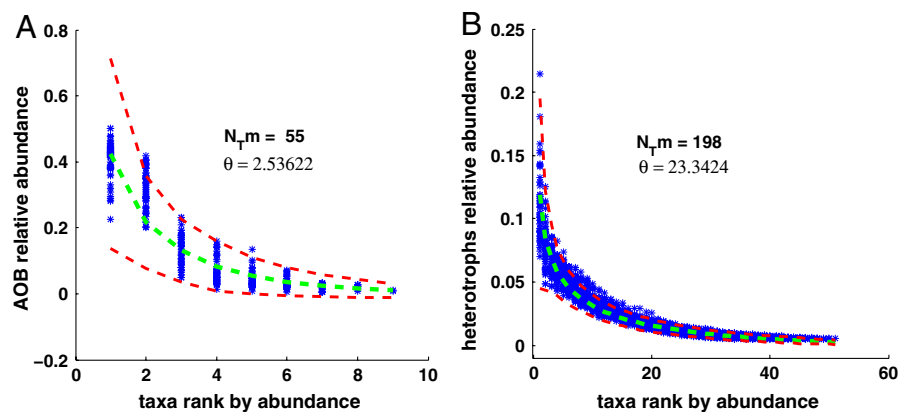 A
AOB relative abundance
0.8
0.6
0.4
0.2
0
−0.2
N_T m = 55
θ = 2.53622
0 2 4 6 8 10
taxa rank by abundance
B
heterotrophs relative abundance
0.25
0.2
0.15
0.1
0.05
0
N_T m = 198
θ = 23.3424
0 20 40 60
taxa rank by abundance